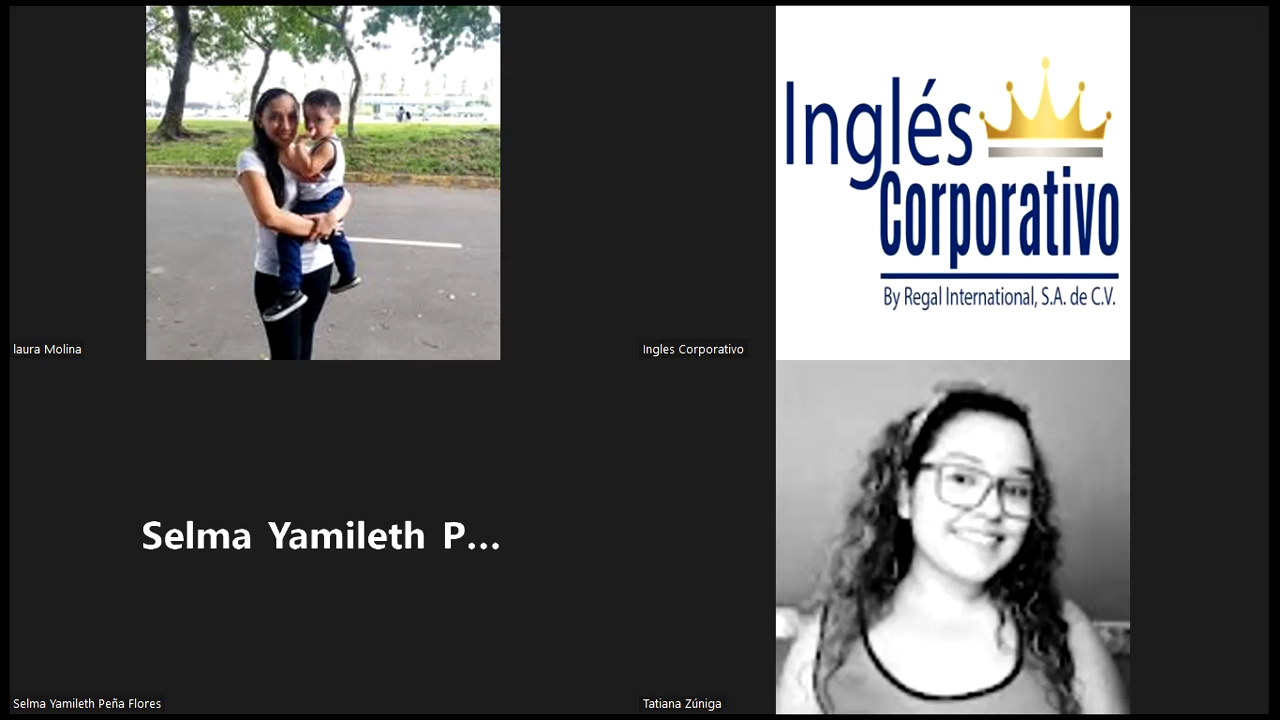 Inglés
Corporativo
By Regal International, S.A. de C.V.
laura Molina
Ingles Corporativo
Selma Yamileth P...
Selma Yamileth Peña Flores
Tatiana Zúniga